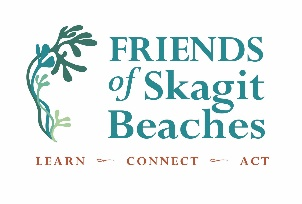 FRIENDS
of Skagit
Beaches
LEARN CONNECT ACT